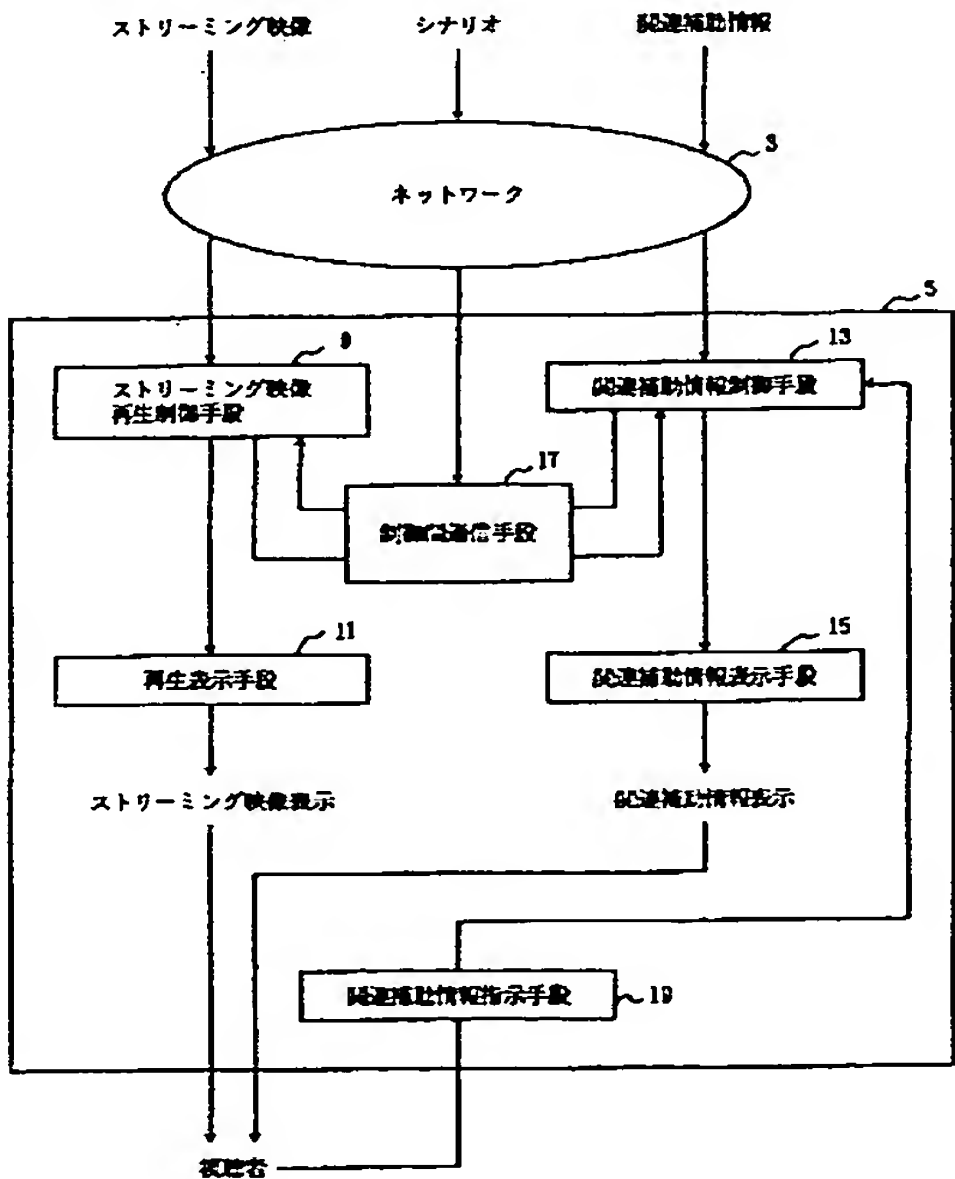 ストリーミング映像
シナリオ
関連補助情報
3
ネットワーク
5
9
ストリーミング映像
再生制御手段
13
関連補助情報制御手段
17
制御間通信手段
11
再生表示手段
15
関連補助情報表示手段
ストリーミング映像表示
関連補助情報表示
関連補助情報指示手段
19
視聴者